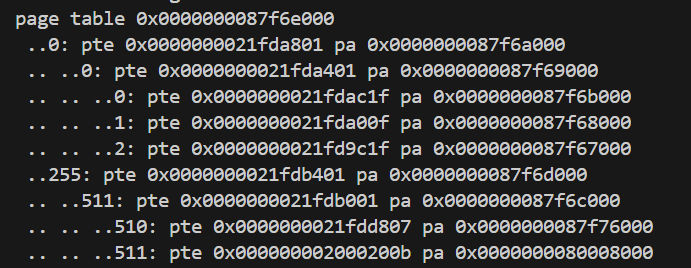 page table 0x0000000087f6e000
..0: pte 0x0000000021fda801 pa 0x0000000087f6a000
.. ..0: pte 0x0000000021fda401 pa 0x0000000087f69000
.. .. ..0: pte 0x0000000021fdac1f pa 0x0000000087f6b000
.. .. ..1: pte 0x0000000021fda00f pa 0x0000000087f68000
.. .. ..2: pte 0x0000000021fd9c1f pa 0x0000000087f67000
..255: pte 0x0000000021fdb401 pa 0x0000000087f6d000
.. ..511: pte 0x0000000021fdb001 pa 0x0000000087f6c000
.. .. ..510: pte 0x0000000021fdd807 pa 0x0000000087f76000
.. .. ..511: pte 0x000000002000200b pa 0x0000000080008000